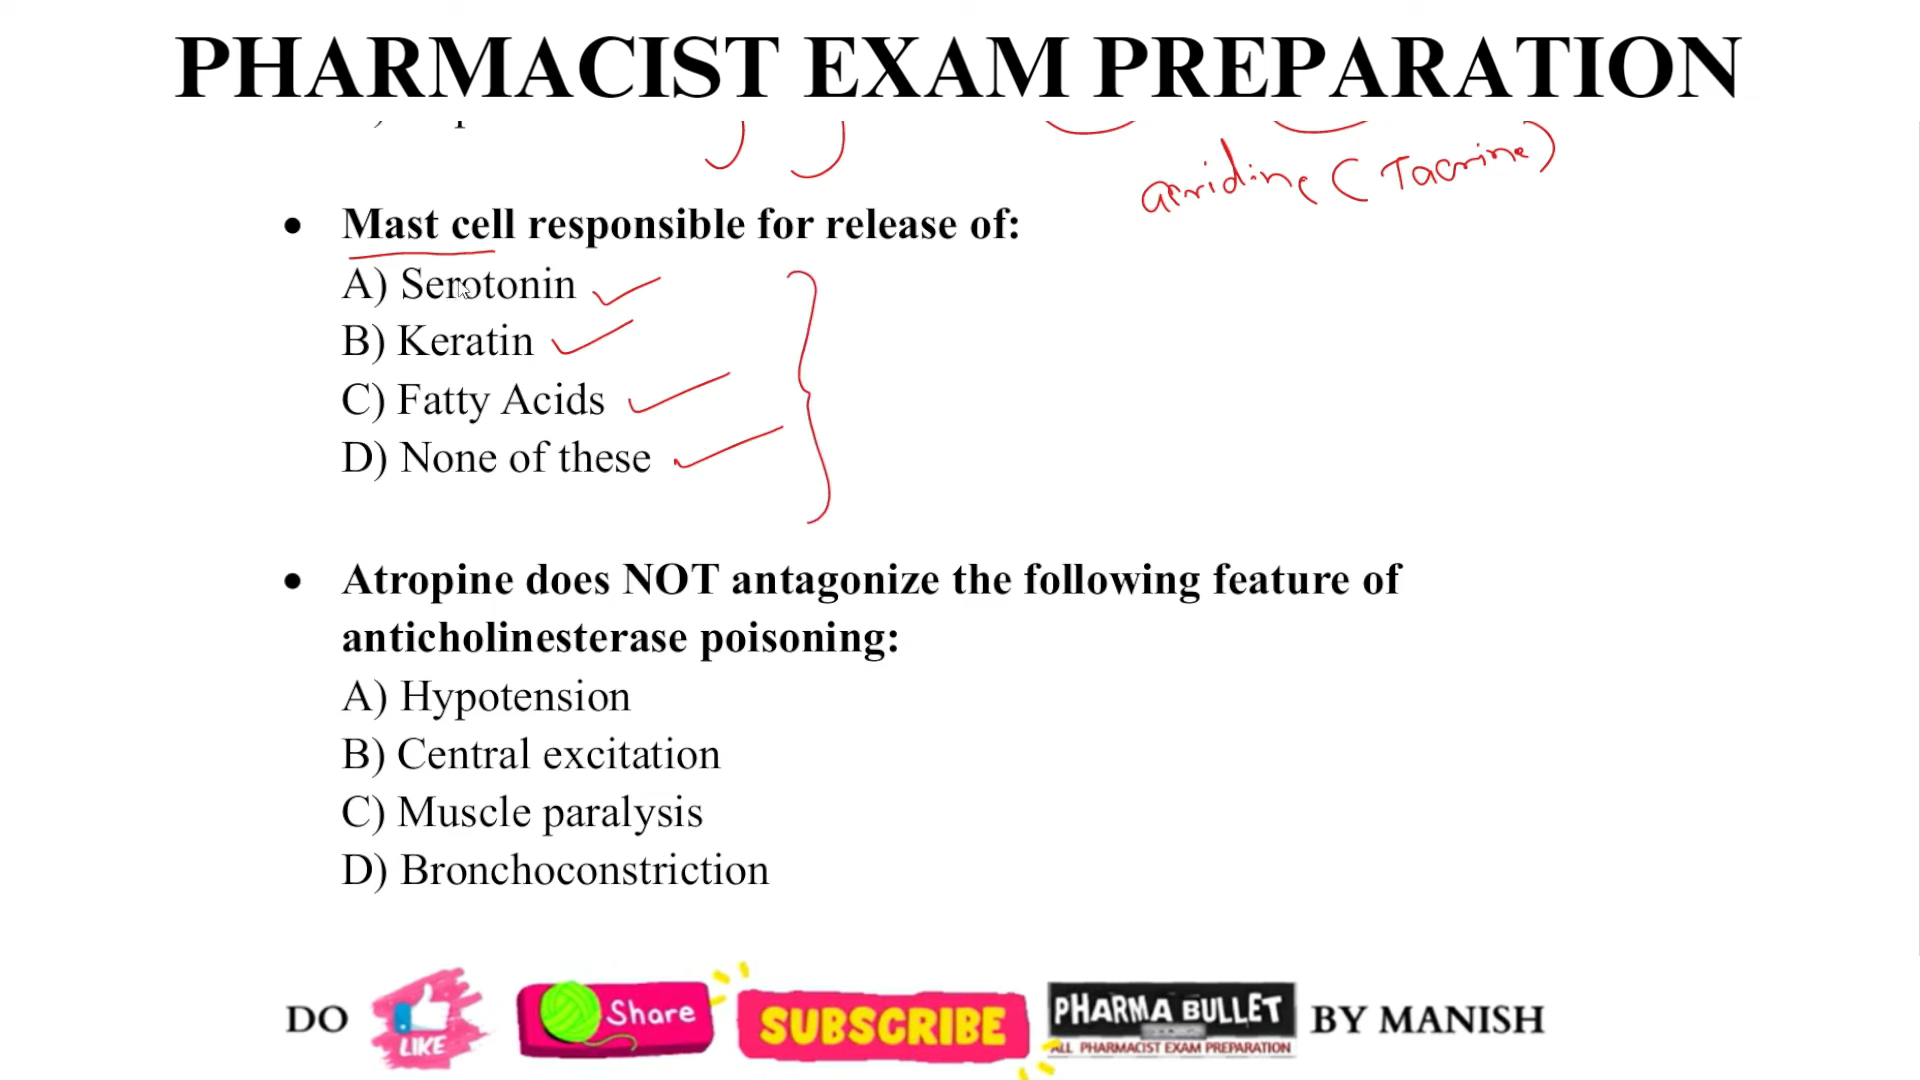 PHARMACIST EXAM PREPARATION
acridine (Tacrine)
• Mast cell responsible for release of:
A) Serotonin
B) Keratin
C) Fatty Acids
D) None of these
• Atropine does NOT antagonize the following feature of
anticholinesterase poisoning:
A) Hypotension
B) Central excitation
C) Muscle paralysis
D) Bronchoconstriction
DO LIKE Share SUBSCRIBE PHARMA BULLET BY MANISH
ALL PHARMACIST EXAM PREPARATION